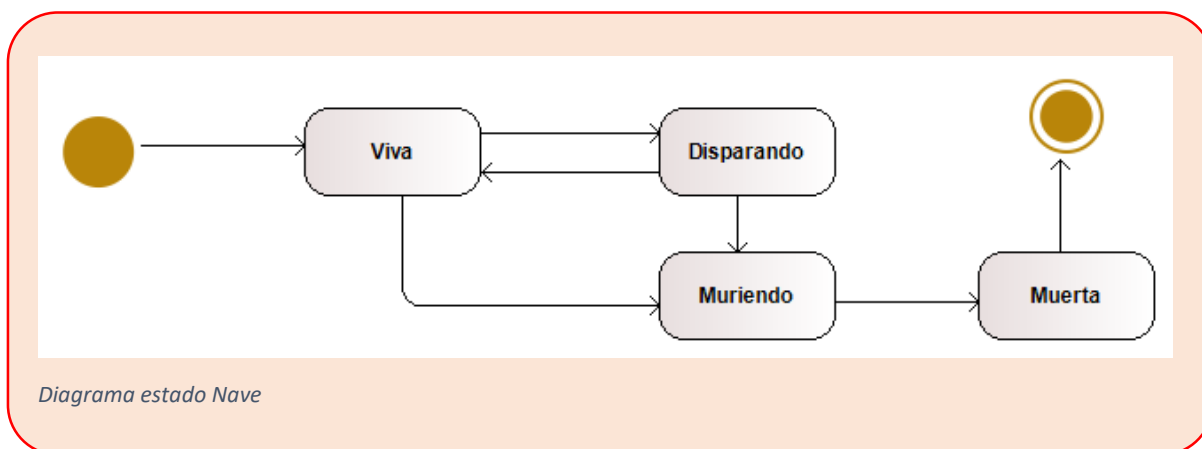 Viva
Disparando
Muriendo
Muerta
Diagrama estado Nave